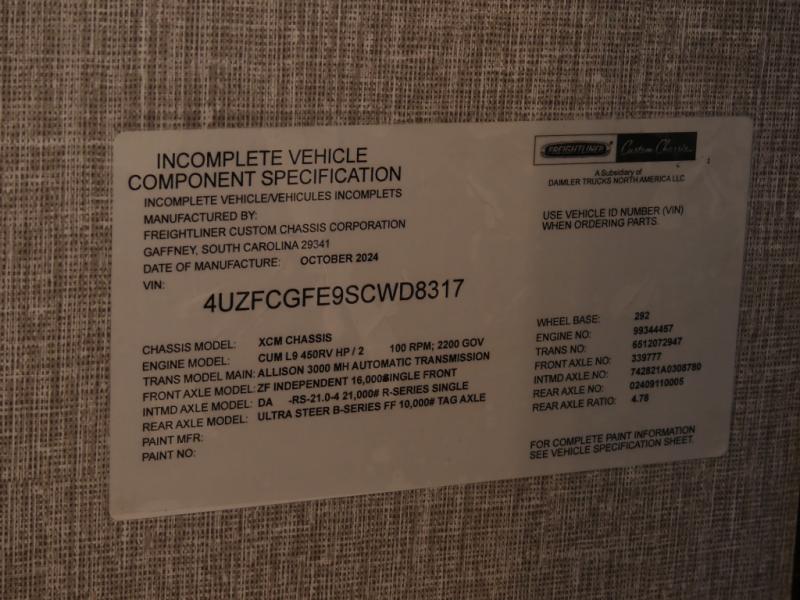 INCOMPLETE VEHICLE
COMPONENT SPECIFICATION
INCOMPLETE VEHICLE/VEHICULES INCOMPLETS
MANUFACTURED BY:
FREIGHTLINER CUSTOM CHASSIS CORPORATION
GAFFNEY, SOUTH CAROLINA 29341
DATE OF MANUFACTURE: OCTOBER 2024
VIN:
4UZFCGFE9SCWD8317
FREIGHTLINER Custom Chassis
A Subsidiary of
DAIMLER TRUCKS NORTH AMERICA LLC
USE VEHICLE ID NUMBER (VIN)
WHEN ORDERING PARTS.
CHASSIS MODEL: XCM CHASSIS
ENGINE MODEL: CUM L9 450RV HP / 2 100 RPM; 2200 GOV
TRANS MODEL MAIN: ALLISON 3000 MH AUTOMATIC TRANSMISSION
FRONT AXLE MODEL: ZF INDEPENDENT 16,000# SINGLE FRONT
INTMD AXLE MODEL: DA -RS-21.0-4 21,000# R-SERIES SINGLE
REAR AXLE MODEL: ULTRA STEER B-SERIES FF 10,000# TAG AXLE
PAINT MFR:
PAINT NO:
WHEEL BASE: 292
ENGINE NO: 99344457
TRANS NO: 6512072947
FRONT AXLE NO: 339777
INTMD AXLE NO: 742821A0308780
REAR AXLE NO: 02409110005
REAR AXLE RATIO: 4.78
FOR COMPLETE PAINT INFORMATION
SEE VEHICLE SPECIFICATION SHEET.